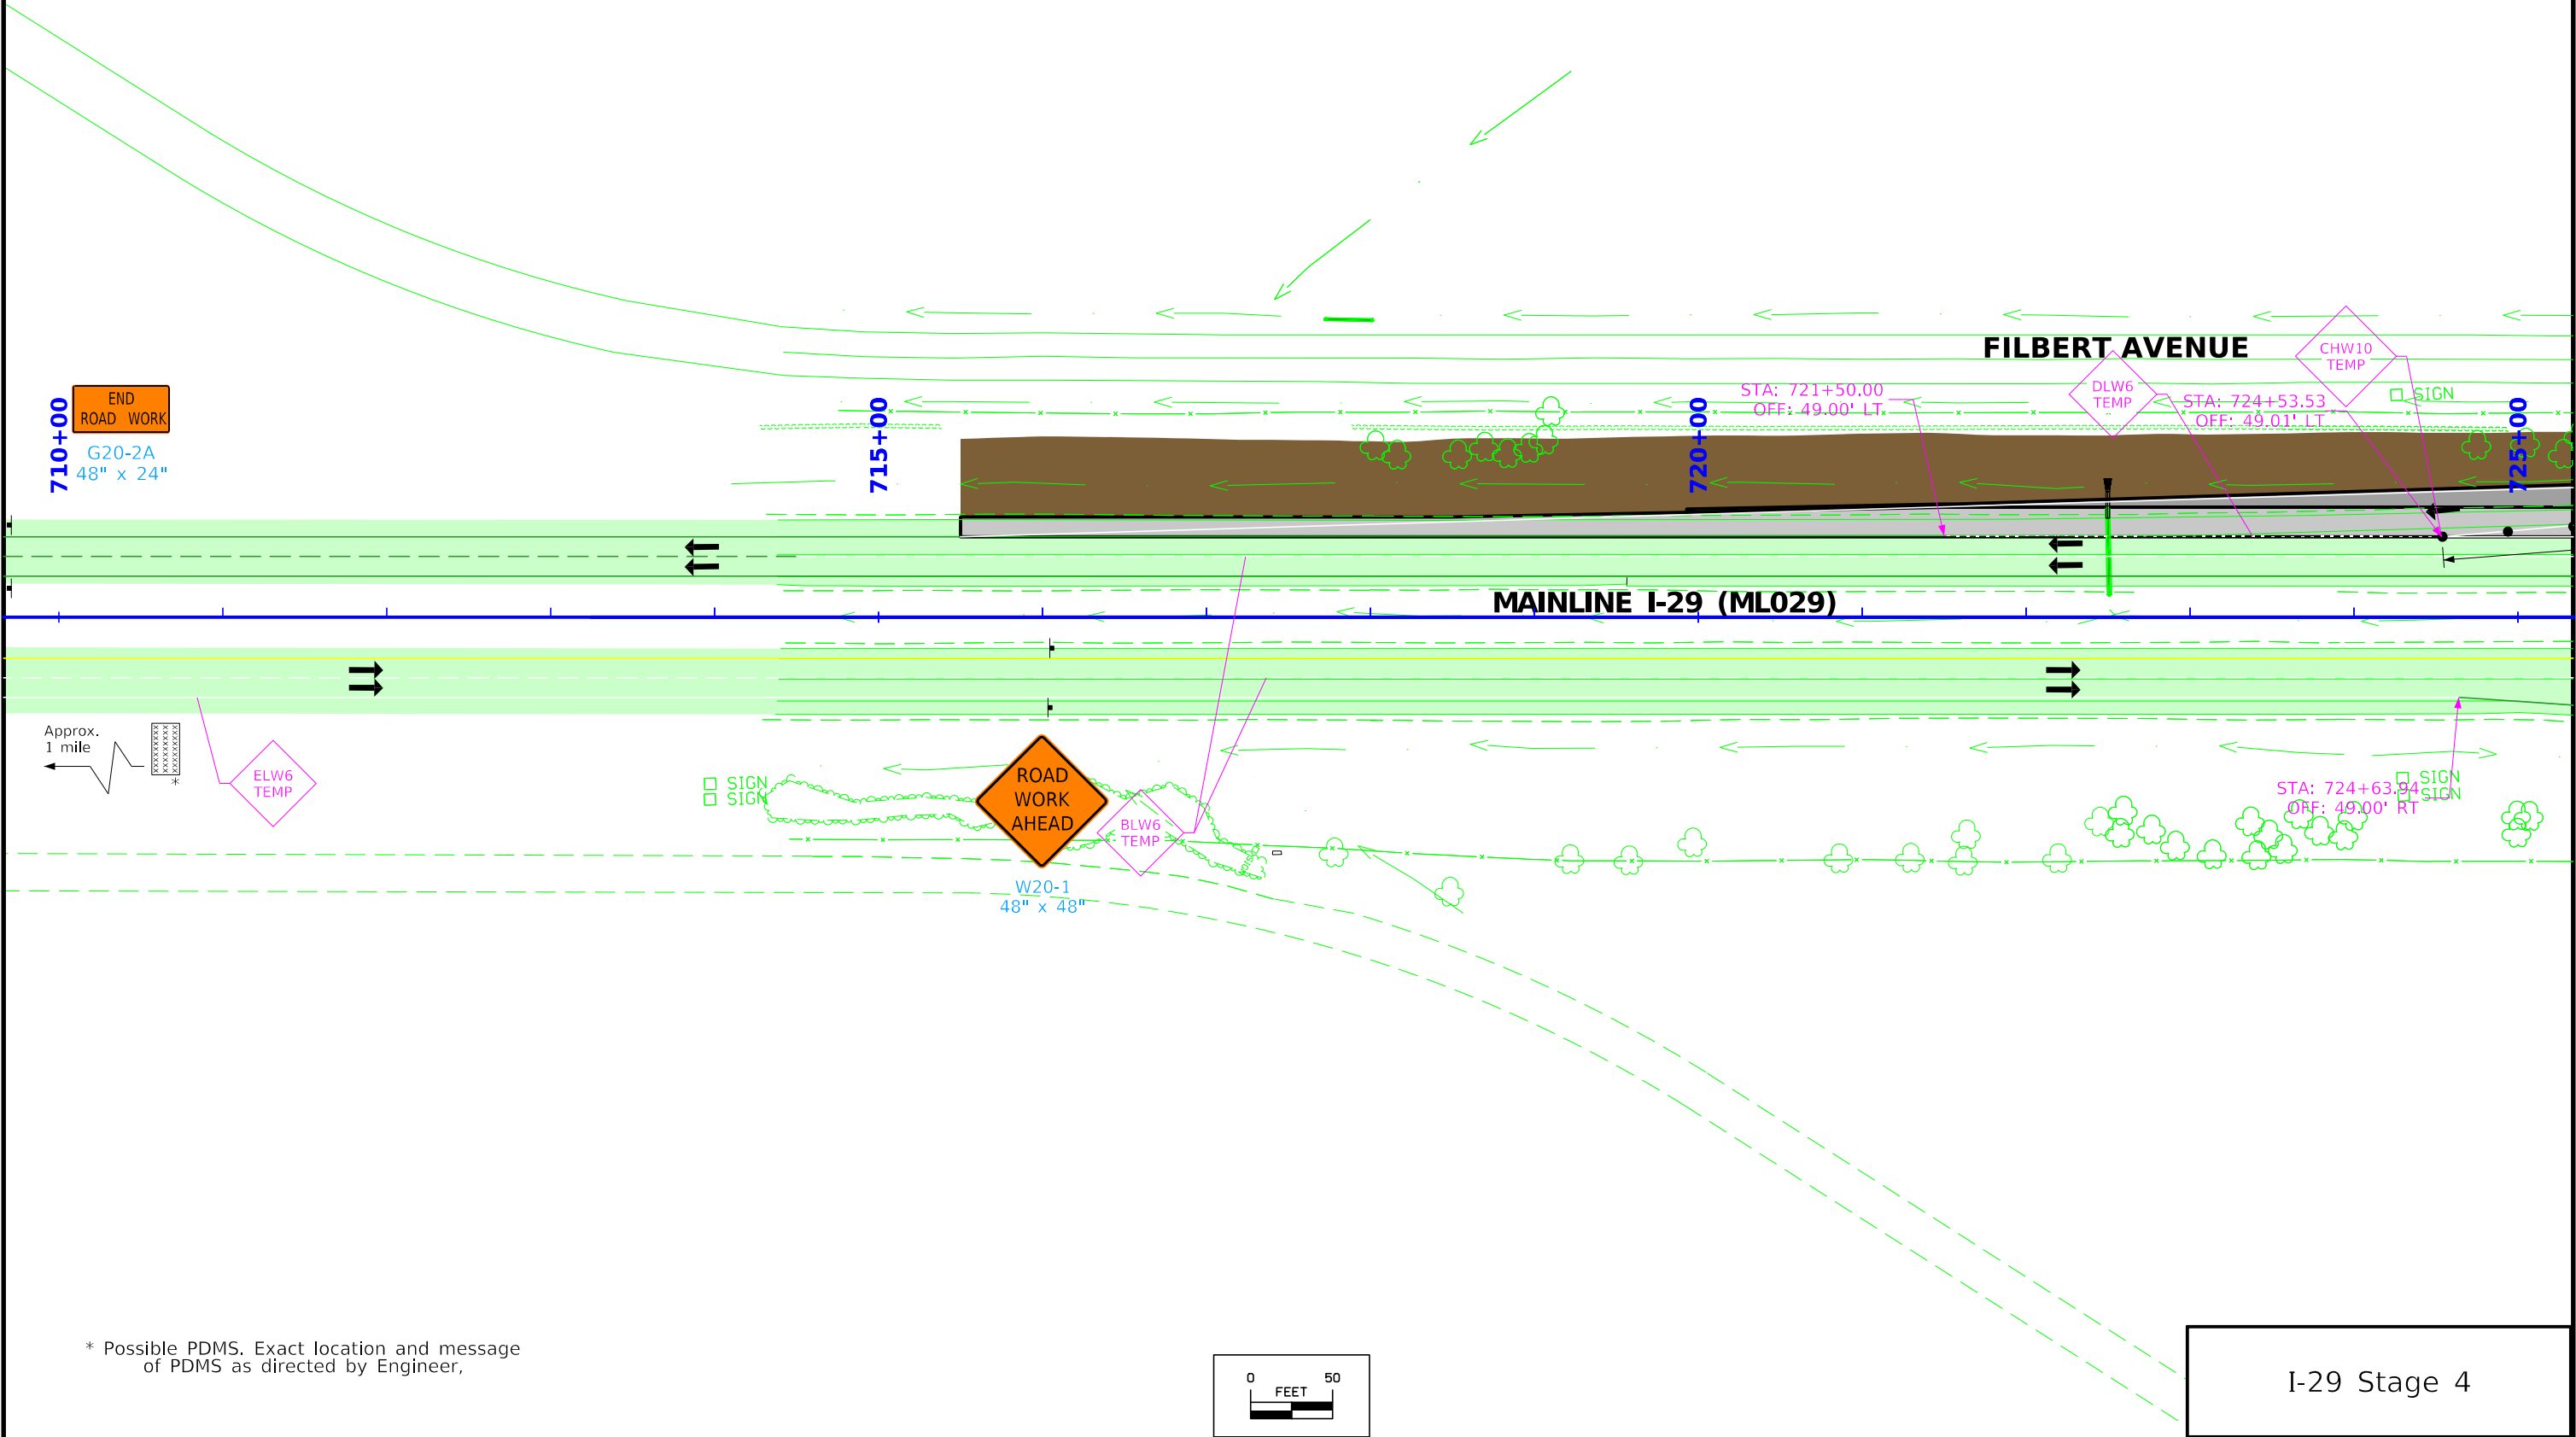 FILBERT AVENUE
CHW10
TEMP
STA: 721+50.00
OFF: 49.00' LT
DLW6
TEMP
STA: 724+53.53
OFF: 49.01' LT
SIGN
END
ROAD WORK
G20-2A
48" x 24"
710+00
715+00
720+00
725+00
MAINLINE I-29 (ML029)
Approx.
1 mile
*
ELW6
TEMP
SIGN
SIGN
ROAD
WORK
AHEAD
W20-1
48" x 48"
BLW6
TEMP
STA: 724+63.94
OFF: 49.00' RT
SIGN
SIGN
* Possible PDMS. Exact location and message
of PDMS as directed by Engineer,
0 50
FEET
I-29 Stage 4